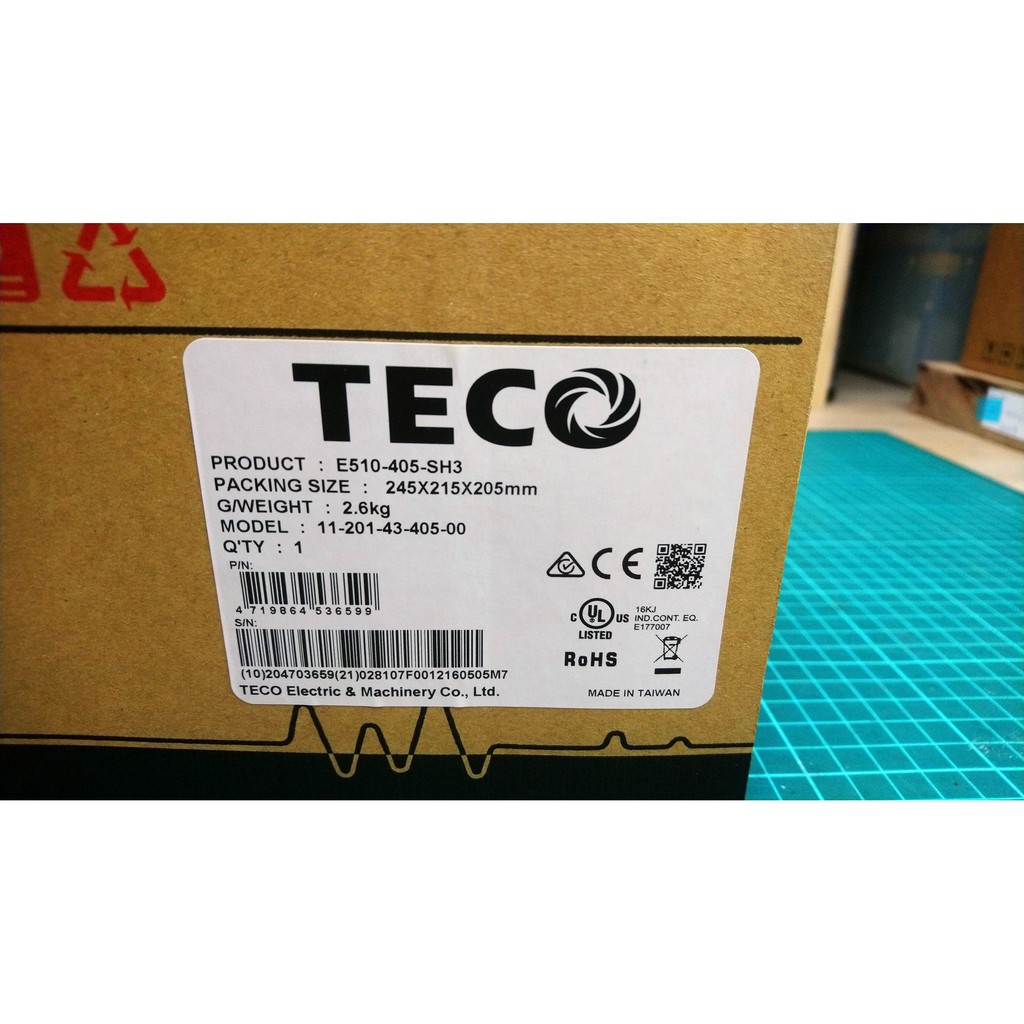 TECO
PRODUCT : E510-405-SH3
PACKING SIZE : 245X215X205mm
G/WEIGHT : 2.6kg
MODEL : 11-201-43-405-00
Q'TY : 1
P/N:
4 719864 536599
S/N:
(10)204703659(21)028107F0012160505M7
TECO Electric & Machinery Co., Ltd.
CE
C UL US
LISTED
16KJ
IND.CONT. EQ.
E177007
RoHS
MADE IN TAIWAN